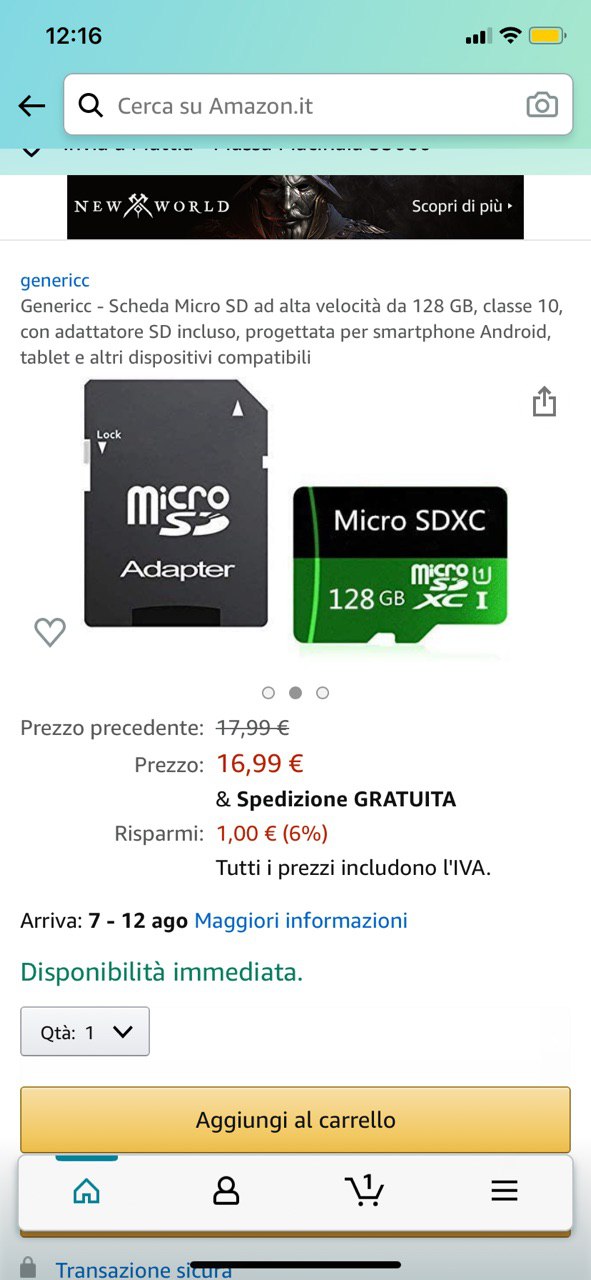 12:16
Cerca su Amazon.it
NEW WORLD
Scopri di più
genericc
Genericc - Scheda Micro SD ad alta velocità da 128 GB, classe 10,
con adattatore SD incluso, progettata per smartphone Android,
tablet e altri dispositivi compatibili
Lock
micro
SD
Adapter
Micro SDXC
128 GB
micro
SD
XC I
U1
Prezzo precedente: 17,99 €
Prezzo: 16,99 €
& Spedizione GRATUITA
Risparmi: 1,00 € (6%)
Tutti i prezzi includono l'IVA.
Arriva: 7 - 12 ago Maggiori informazioni
Disponibilità immediata.
Qtà: 1
Aggiungi al carrello
1
Transazione sicura